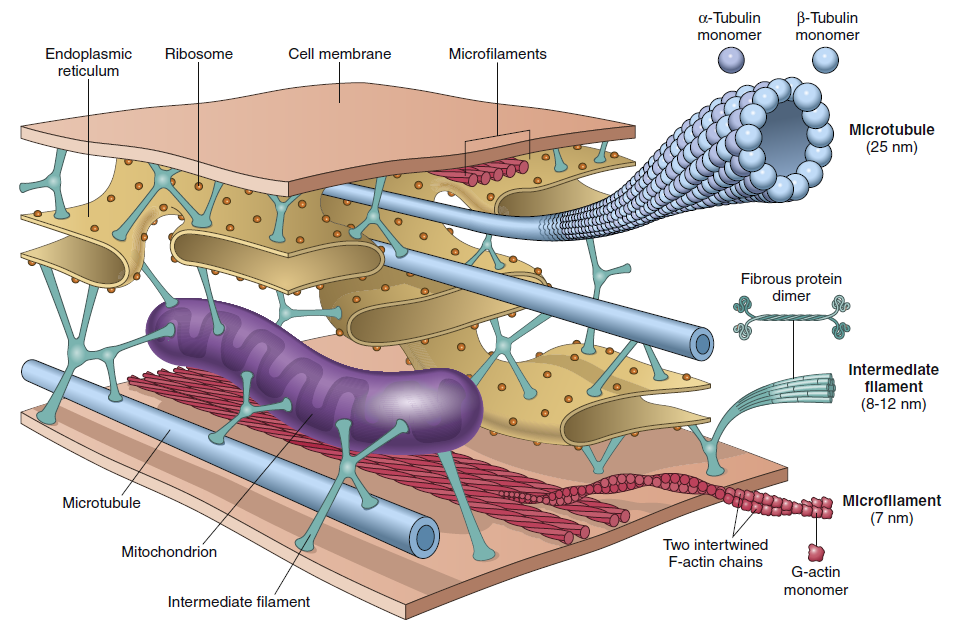 α-Tubulin
monomer
β-Tubulin
monomer
Endoplasmic
reticulum
Ribosome
Cell membrane
Microfilaments
MIcrotubule
(25 nm)
Fibrous protein
dimer
Intermediate
fIlament
(8-12 nm)
Microtubule
MIcrofIlament
(7 nm)
Mitochondrion
Two intertwined
F-actin chains
G-actin
monomer
Intermediate filament